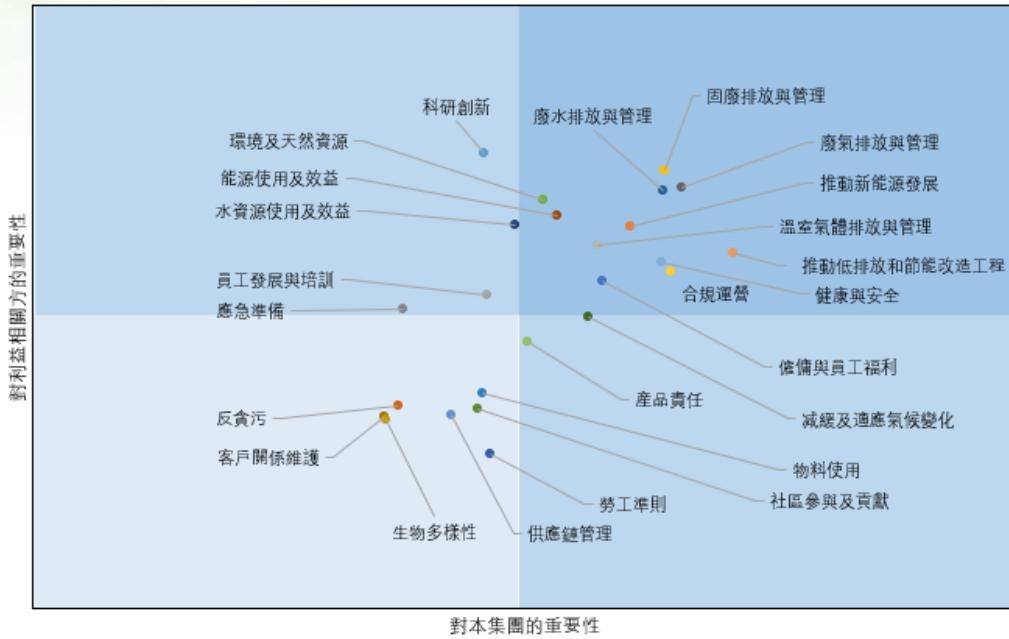 固廢排放與管理
科研創新
廢水排放與管理
環境及天然資源
廢氣排放與管理
能源使用及效益
推動新能源發展
水資源使用及效益
溫室氣體排放與管理
推動低排放和節能改造工程
員工發展與培訓
合規運營
健康與安全
應急準備
對利益相關方的重要性
僱傭與員工福利
產品責任
反貪污
減緩及適應氣候變化
客戶關係維護
物料使用
社區參與及貢獻
勞工準則
生物多樣性
供應鏈管理
對本集團的重要性